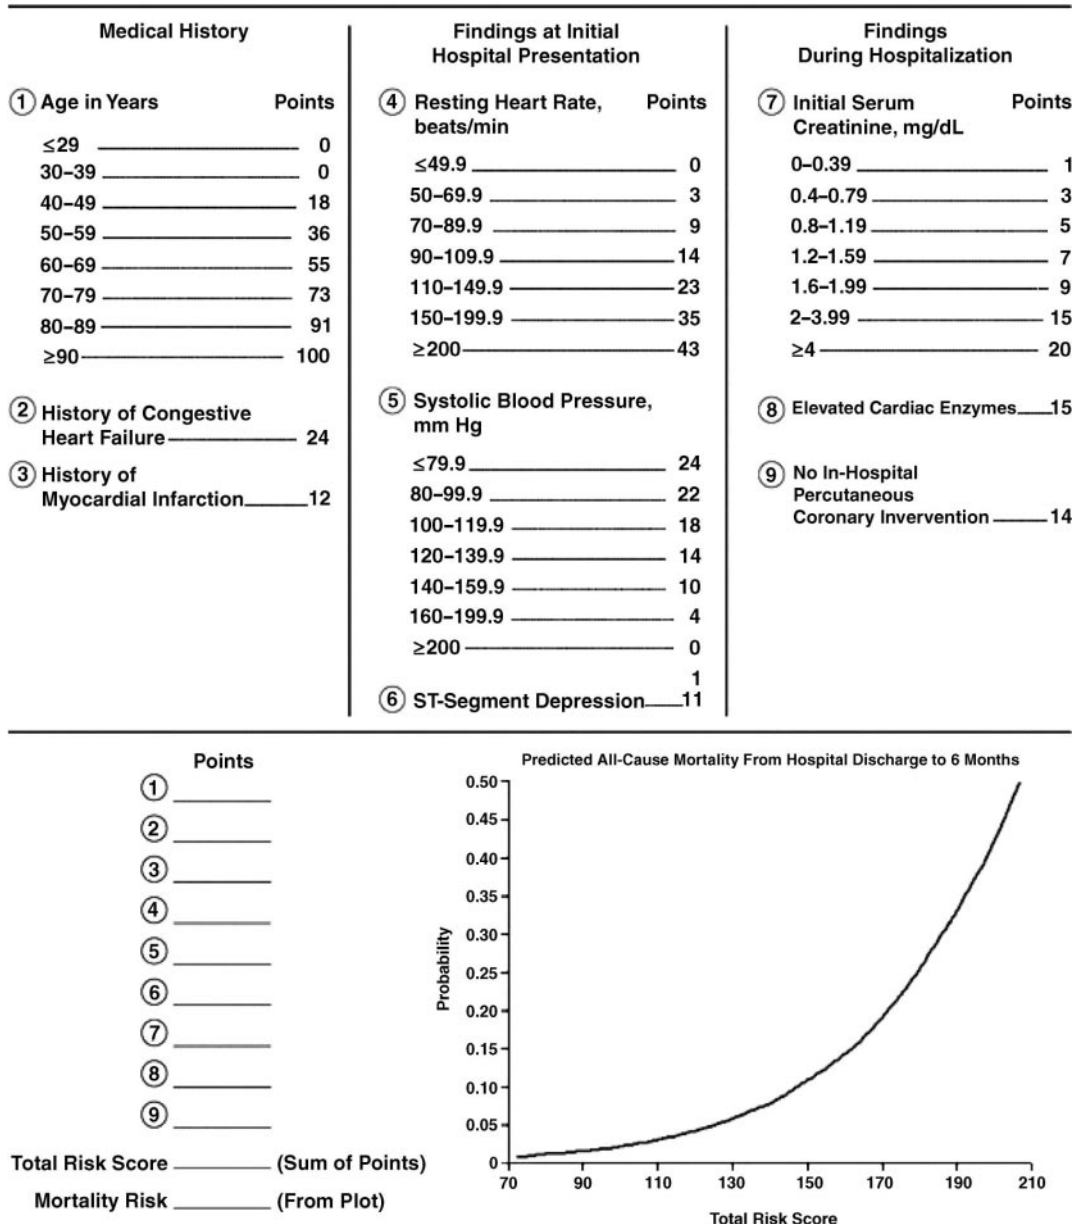 Medical History
① Age in Years Points
≤29 0
30–39 0
40–49 18
50–59 36
60–69 55
70–79 73
80–89 91
≥90 100
② History of Congestive
Heart Failure 24
③ History of
Myocardial Infarction 12
Findings at Initial
Hospital Presentation
④ Resting Heart Rate, Points
beats/min
≤49.9 0
50–69.9 3
70–89.9 9
90–109.9 14
110–149.9 23
150–199.9 35
≥200 43
⑤ Systolic Blood Pressure,
mm Hg
≤79.9 24
80–99.9 22
100–119.9 18
120–139.9 14
140–159.9 10
160–199.9 4
≥200 0
1
⑥ ST-Segment Depression 11
Findings
During Hospitalization
⑦ Initial Serum Points
Creatinine, mg/dL
0–0.39 1
0.4–0.79 3
0.8–1.19 5
1.2–1.59 7
1.6–1.99 9
2–3.99 15
≥4 20
⑧ Elevated Cardiac Enzymes 15
⑨ No In-Hospital
Percutaneous
Coronary Invervention 14
Points
①
②
③
④
⑤
⑥
⑦
⑧
⑨
Total Risk Score (Sum of Points)
Mortality Risk (From Plot)
Predicted All-Cause Mortality From Hospital Discharge to 6 Months
Probability
0.50
0.45
0.40
0.35
0.30
0.25
0.20
0.15
0.10
0.05
0
70 90 110 130 150 170 190 210
Total Risk Score